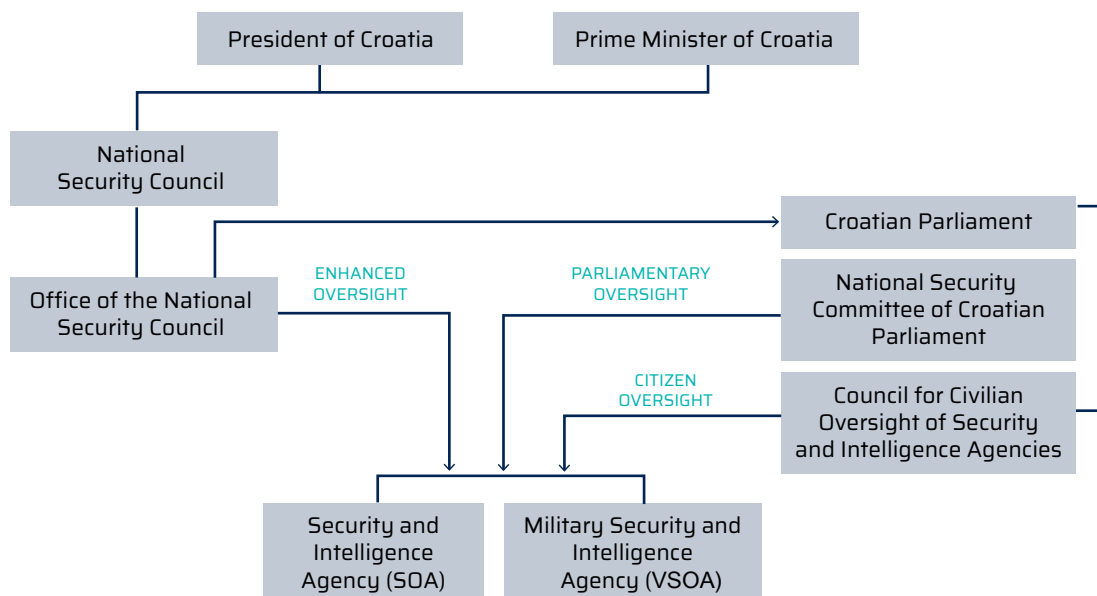 President of Croatia
Prime Minister of Croatia
National
Security Council
Croatian Parliament
ENHANCED
OVERSIGHT
PARLIAMENTARY
OVERSIGHT
Office of the National
Security Council
National Security
Committee of Croatian
Parliament
CITIZEN
OVERSIGHT
Council for Civilian
Oversight of Security
and Intelligence Agencies
Security and
Intelligence
Agency (SOA)
Military Security and
Intelligence
Agency (VSOA)